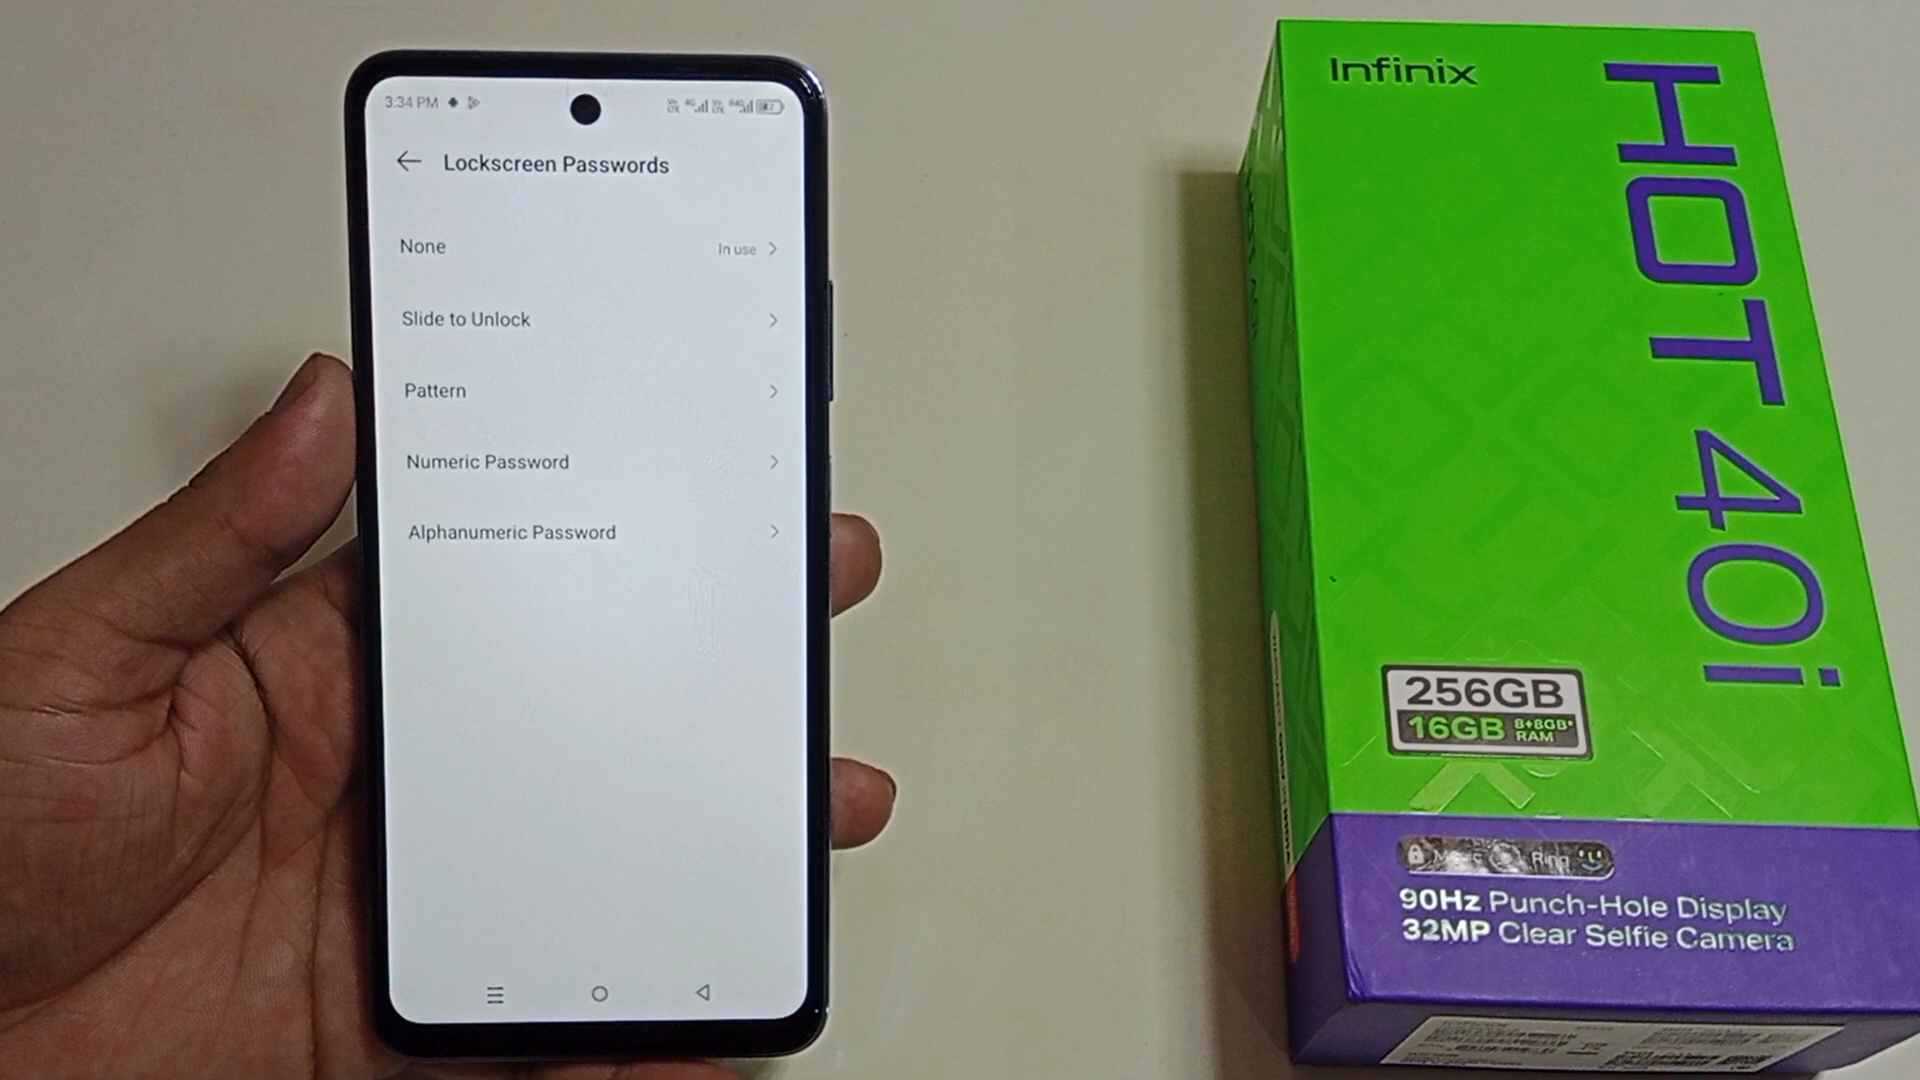 3:34 PM
Lockscreen Passwords
None
In use
Slide to Unlock
Pattern
Numeric Password
Alphanumeric Password
Infinix
HOT 40i
256GB
16GB 8+8GB*
RAM
Ring
90Hz Punch-Hole Display
32MP Clear Selfie Camera